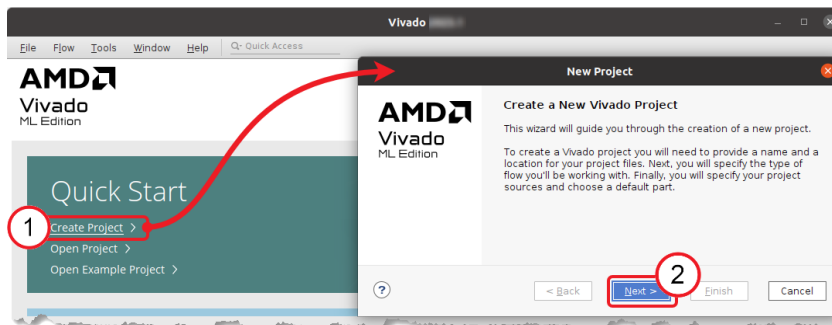 Vivado
File Flow Tools Window Help Q- Quick Access
AMD
Vivado
ML Edition
Quick Start
1
Create Project >
Open Project >
Open Example Project >
New Project
AMD
Vivado
ML Edition
Create a New Vivado Project
This wizard will guide you through the creation of a new project.
To create a Vivado project you will need to provide a name and a
location for your project files. Next, you will specify the type of
flow you'll be working with. Finally, you will specify your project
sources and choose a default part.
2
?
< Back Next > Finish Cancel